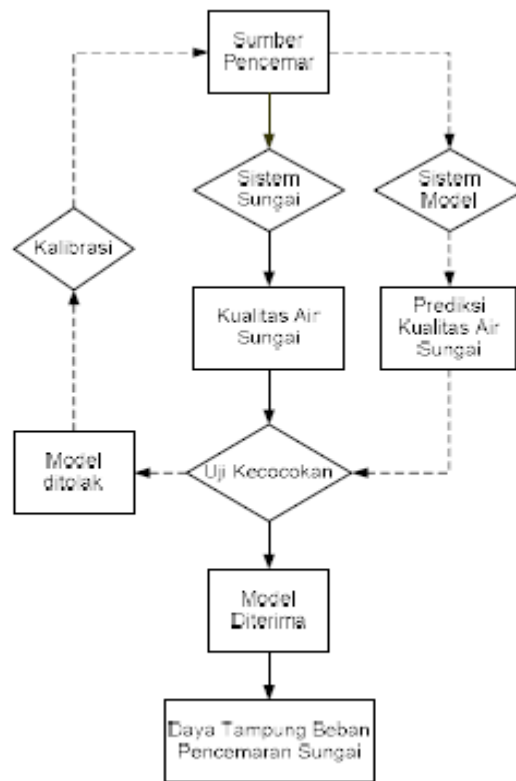 Sumber
Pencemar
Sistem
Sungai
Sistem
Model
Kalibrasi
Kualitas Air
Sungai
Prediksi
Kualitas Air
Sungai
Model
ditolak
Uji Kecocokan
Model
Diterima
Daya Tampung Beban
Pencemaran Sungai